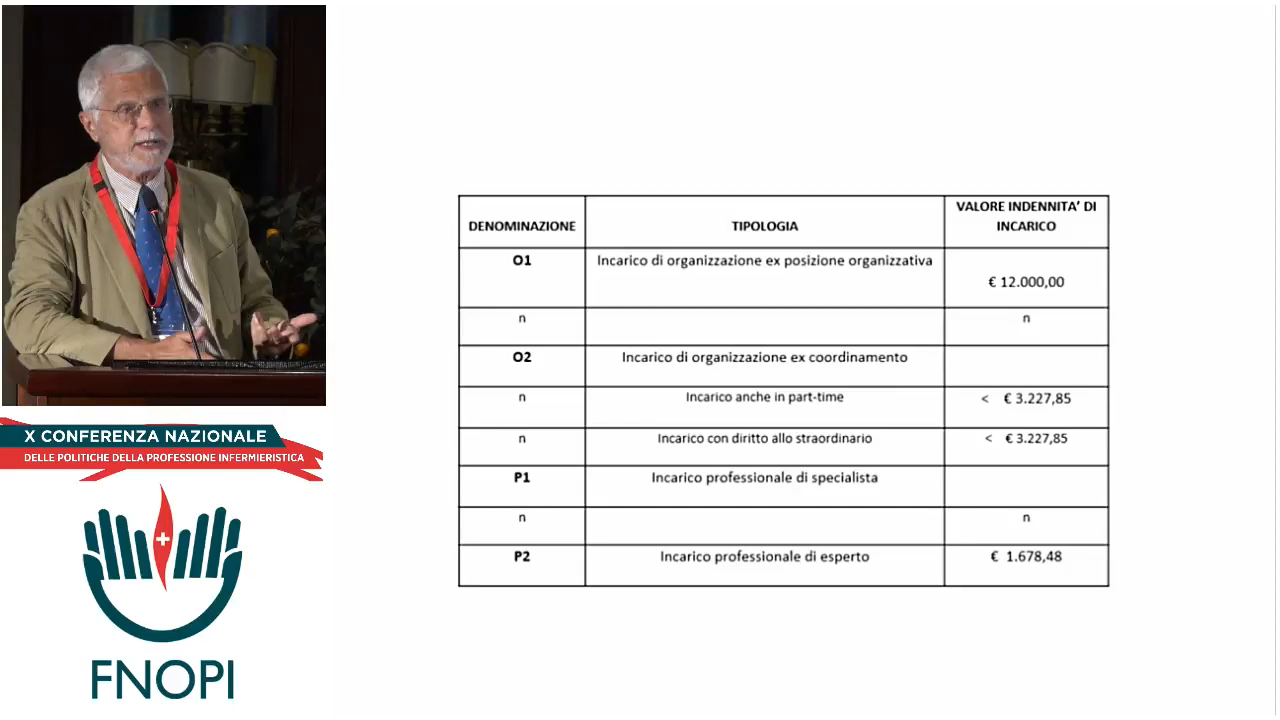 X CONFERENZA NAZIONALE
DELLE POLITICHE DELLA PROFESSIONE INFERMIERISTICA
FNOPI
DENOMINAZIONE TIPOLOGIA VALORE INDENNITA' DI INCARICO
O1 Incarico di organizzazione ex posizione organizzativa € 12.000,00
n n
O2 Incarico di organizzazione ex coordinamento
n Incarico anche in part-time < € 3.227,85
n Incarico con diritto allo straordinario < € 3.227,85
P1 Incarico professionale di specialista
n n
P2 Incarico professionale di esperto € 1.678,48